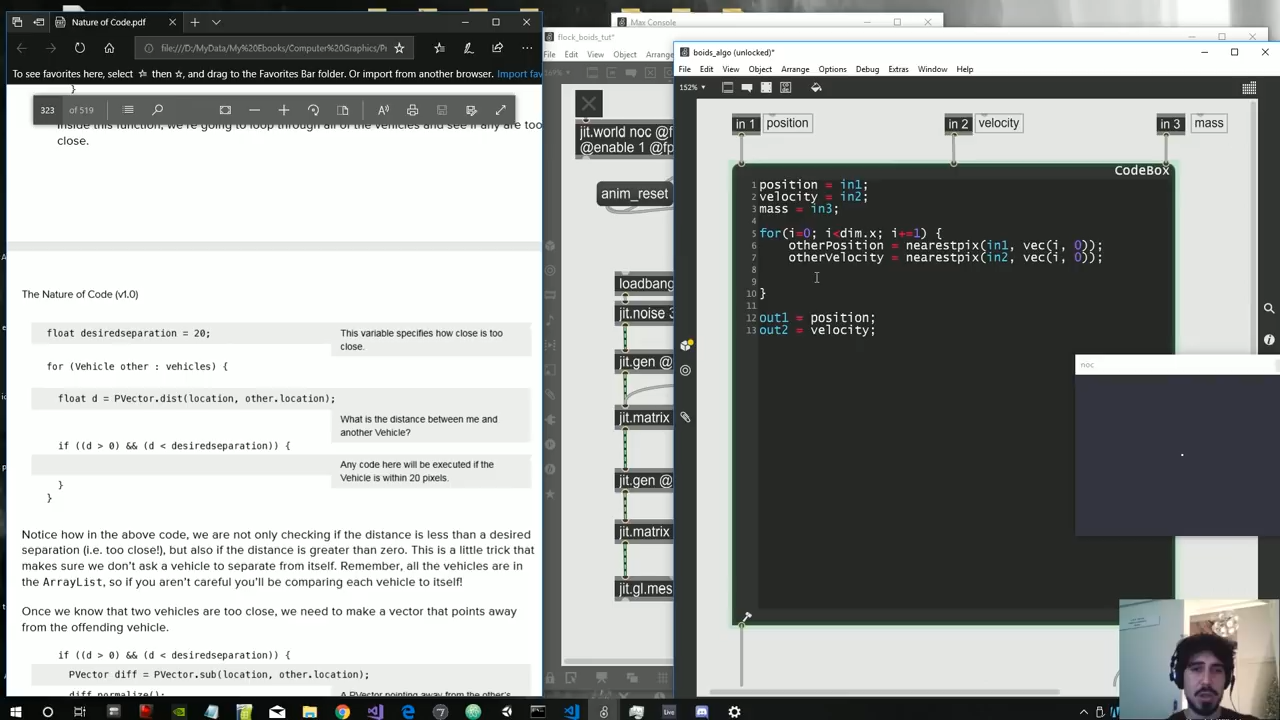 Nature of Code.pdf
file:///D:/MyData/My%20Ebooks/Computer%20Graphics/P
To see favorites here, select ☆ then ☆, and drag to the Favorites Bar folder. Or import from another browser. Import fav
}
323 of 519
Inside this function, we're going to loop through all of the vehicles and see if any are too
close.
The Nature of Code (v1.0)
float desiredseparation = 20;
This variable specifies how close is too
close.
for (Vehicle other : vehicles) {
float d = PVector.dist(location, other.location);
What is the distance between me and
another Vehicle?
if ((d > 0) && (d < desiredseparation)) {
Any code here will be executed if the
Vehicle is within 20 pixels.
}
}
Notice how in the above code, we are not only checking if the distance is less than a desired
separation (i.e. too close!), but also if the distance is greater than zero. This is a little trick that
makes sure we don't ask a vehicle to separate from itself. Remember, all the vehicles are in
the ArrayList, so if you aren't careful you'll be comparing each vehicle to itself!
Once we know that two vehicles are too close, we need to make a vector that points away
from the offending vehicle.
if ((d > 0) && (d < desiredseparation)) {
PVector diff = PVector.sub(location, other.location);
diff.normalize();
A PVector pointing away from the other's
Max Console
flock_boids_tut*
File Edit View Object Arrange
169%
jit.world noc @f
@enable 1 @fp
anim_reset
loadbang
jit.noise 3
jit.gen @
jit.matrix
jit.gen @
jit.matrix
jit.gl.mes
boids_algo (unlocked)*
File Edit View Object Arrange Options Debug Extras Window Help
152%
in 1 position
in 2 velocity
in 3 mass
CodeBox
1 position = in1;
2 velocity = in2;
3 mass = in3;
4
5 for(i=0; i<dim.x; i+=1) {
6 otherPosition = nearestpix(in1, vec(i, 0));
7 otherVelocity = nearestpix(in2, vec(i, 0));
8
9
10 }
11
12 out1 = position;
13 out2 = velocity;
noc
Live